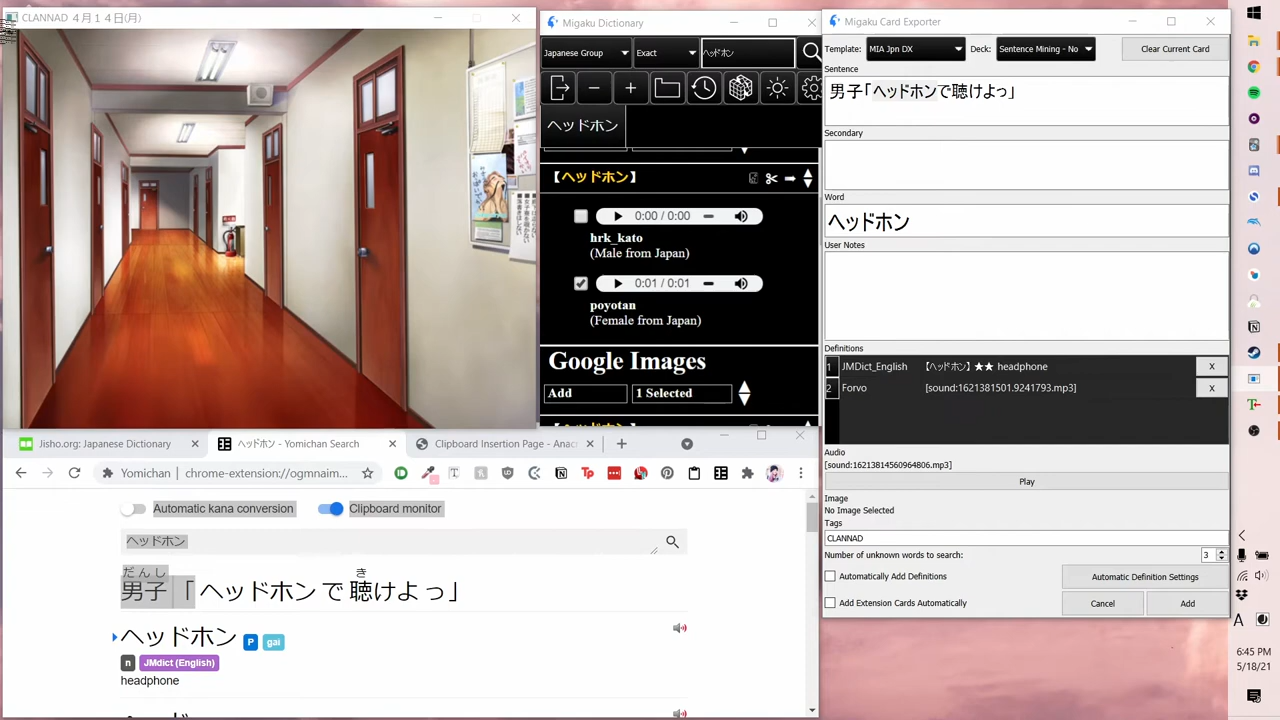 CLANNAD 4月14日(月)
Migaku Dictionary
Japanese Group
Exact
ヘッドホン
ヘッドホン
【ヘッドホン】
0:00 / 0:00
hrk_kato
(Male from Japan)
0:01 / 0:01
poyotan
(Female from Japan)
Google Images
Add
1 Selected
Migaku Card Exporter
Template:
MIA Jpn DX
Deck:
Sentence Mining - No
Clear Current Card
Sentence
男子「ヘッドホンで聴けよっ」
Secondary
Word
ヘッドホン
User Notes
Definitions
1 JMDict_English 【ヘッドホン】 ★★ headphone X
2 Forvo [sound:1621381501.9241793.mp3] X
Audio
[sound:16213814560964806.mp3]
Play
Image
No Image Selected
Tags
CLANNAD
Number of unknown words to search:
3
Automatically Add Definitions
Automatic Definition Settings
Add Extension Cards Automatically
Cancel
Add
Jisho.org: Japanese Dictionary
ヘッドホン - Yomichan Search
Clipboard Insertion Page - Anac
Yomichan
chrome-extension://ogmnaim...
Automatic kana conversion
Clipboard monitor
ヘッドホン
だんし
き
男子「ヘッドホンで聴けよっ」
ヘッドホン
P
gai
n
JMdict (English)
headphone
6:45 PM
5/18/21